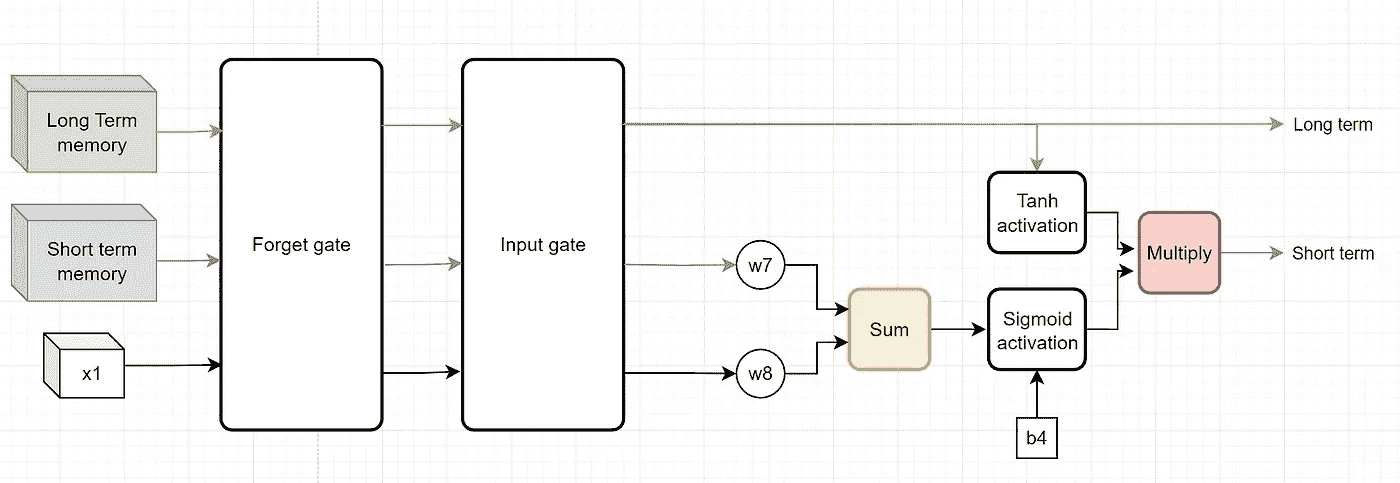 Long Term
memory
Long term
Tanh
activation
Short term
memory
Forget gate
Input gate
Multiply
Short term
w7
Sum
Sigmoid
activation
x1
w8
b4